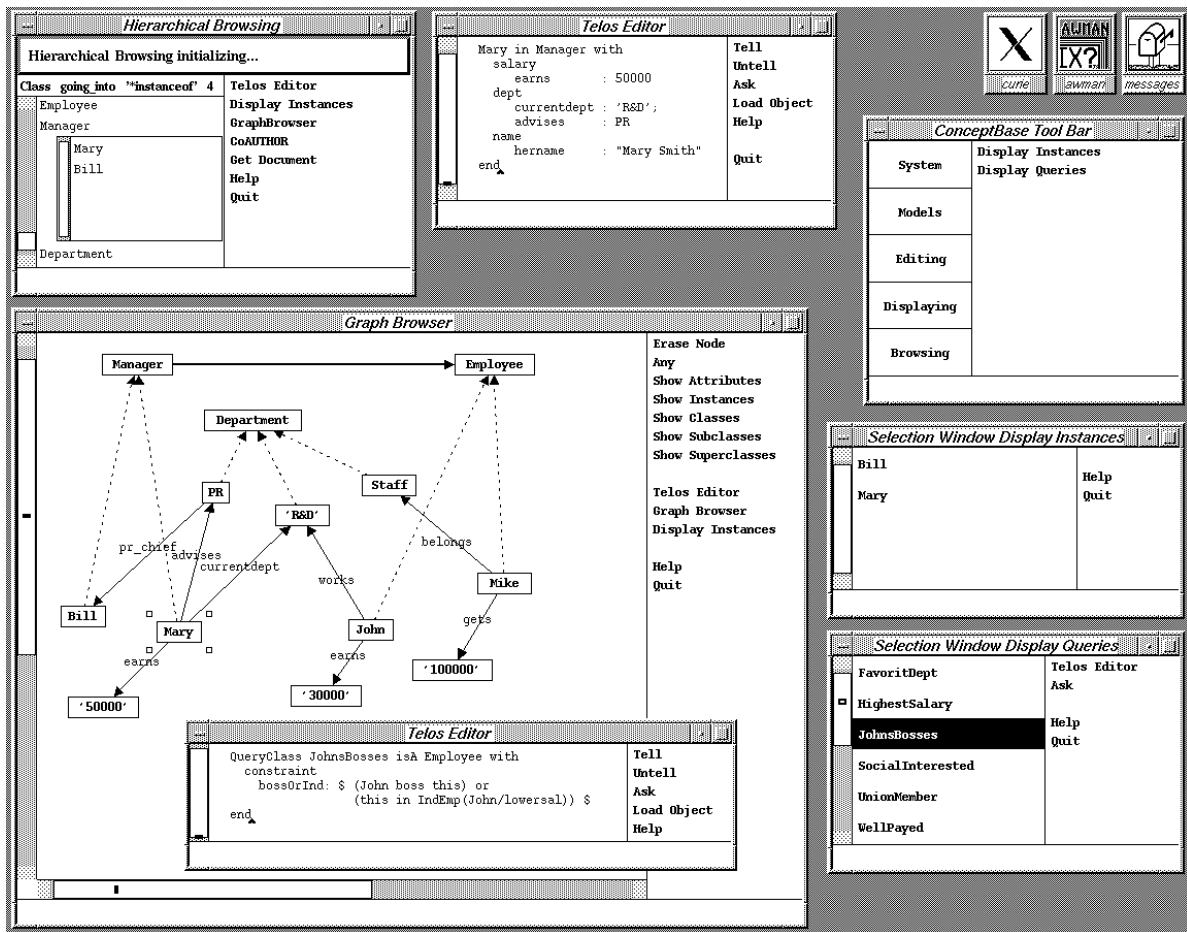 Hierarchical Browsing
Hierarchical Browsing initializing...
Class going_into '*instanceof' 4
Employee
Manager
Mary
Bill
Department
Telos Editor
Display Instances
GraphBrowser
CoAUTHOR
Get Document
Help
Quit
Telos Editor
Mary in Manager with
salary
earns : 50000
dept
currentdept : 'R&D';
advises : PR
name
hername : "Mary Smith"
end
Tell
Untell
Ask
Load Object
Help
Quit
X
curie
AWMAN
IX?
awman
messages
ConceptBase Tool Bar
System
Models
Editing
Displaying
Browsing
Display Instances
Display Queries
Graph Browser
Manager
Employee
Department
PR
Staff
'R&D'
pr_chief
advises
currentdept
belongs
works
Mike
Bill
Mary
John
gets
earns
earns
'100000'
'30000'
'50000'
Erase Node
Any
Show Attributes
Show Instances
Show Classes
Show Subclasses
Show Superclasses
Telos Editor
Graph Browser
Display Instances
Help
Quit
Selection Window Display Instances
Bill
Mary
Help
Quit
Selection Window Display Queries
FavoritDept
HighestSalary
JohnsBosses
SocialInterested
UnionMember
WellPayed
Telos Editor
Ask
Help
Quit
Telos Editor
QueryClass JohnsBosses isA Employee with
constraint
bossOrInd: $ (John boss this) or
(this in IndEmp(John/lowersal)) $
end
Tell
Untell
Ask
Load Object
Help